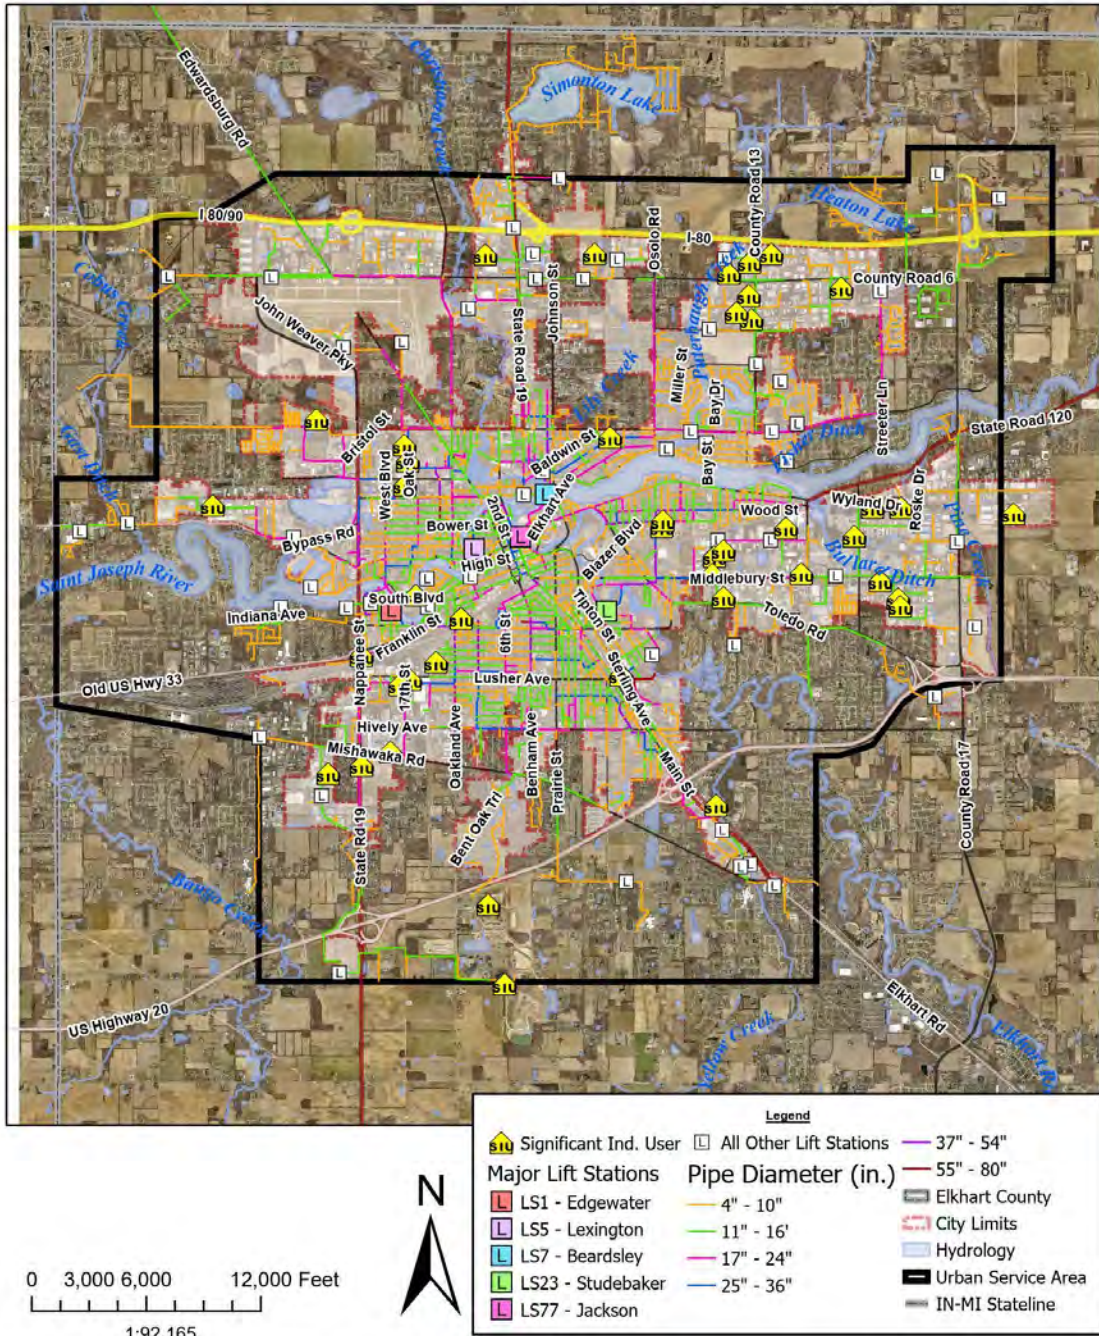 Simonton Lake
Christiana Creek
Edwardsburg Rd
County Road 13
Heaton Lake
I 80/90
Osolo Rd
I-80
Puterbaugh Creek
County Road 6
Cobus Creek
John Weaver Pky
Johnson St
State Road 19
Miller St
Bay Dr
Lily Creek
Streeter Ln
State Road 120
Bristol St
Baldwin St
Gast Ditch
West Blvd
Oak St
Bay St
Osolo Ditch
Roske Dr
Wyland Dr
Wood St
2nd St
Elkhart Ave
Bower St
Bypass Rd
High St
Blazer Blvd
Pine Creek
Bullard Ditch
Saint Joseph River
Middlebury St
South Blvd
Indiana Ave
Tipton St
Toledo Rd
Franklin St
6th St
Nappanee St
Old US Hwy 33
17th St
Lusher Ave
Sterling Ave
Hively Ave
Mishawaka Rd
Oakland Ave
Benham Ave
Prairie St
Main St
County Road 17
Bent Oak Trl
State Rd 19
Baugo Creek
US Highway 20
Yellow Creek
Elkhart Rd
Legend
Significant Ind. User
All Other Lift Stations
37" - 54"
Major Lift Stations
Pipe Diameter (in.)
55" - 80"
L LS1 - Edgewater
4" - 10"
Elkhart County
L LS5 - Lexington
11" - 16'
City Limits
L LS7 - Beardsley
17" - 24"
Hydrology
L LS23 - Studebaker
25" - 36"
Urban Service Area
L LS77 - Jackson
IN-MI Stateline
N
0 3,000 6,000 12,000 Feet
1:92,165